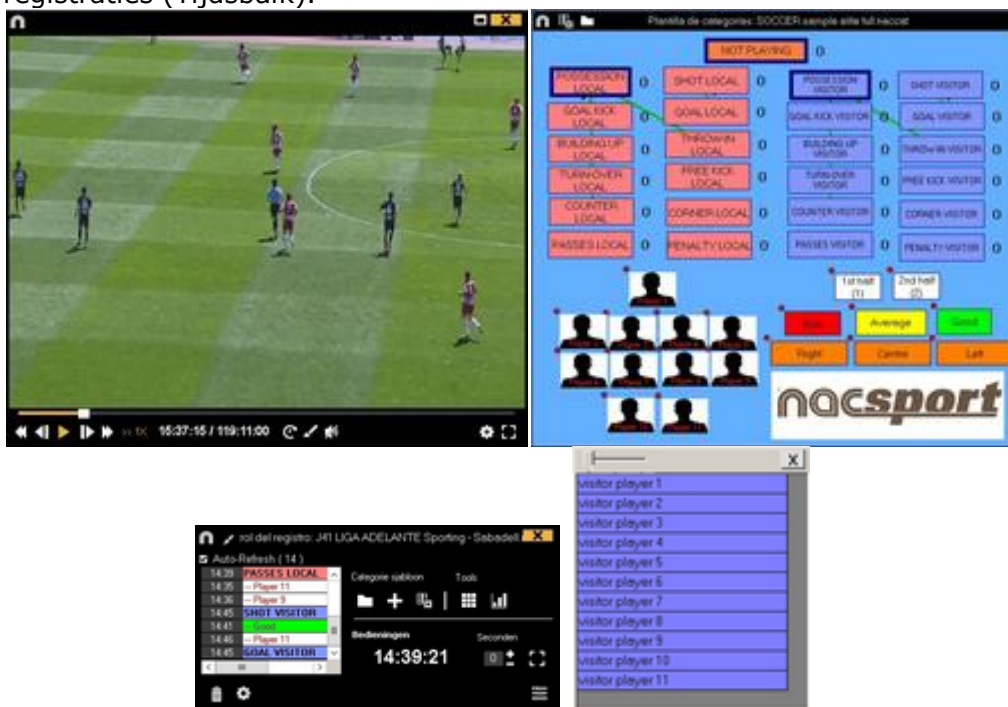 registraties (Tijdsbalk).
Plantilla de categories: SOCCER sample elite full nacsport
NOT PLAYING 0
POSSESSION LOCAL 0 SHOT LOCAL 0 POSSESSION VISITOR 0 SHOT VISITOR 0
GOAL KICK LOCAL 0 GOAL LOCAL 0 GOAL KICK VISITOR 0 GOAL VISITOR 0
BUILDING UP LOCAL 0 THROW-IN LOCAL 0 BUILDING UP VISITOR 0 THROW-IN VISITOR 0
TURN-OVER LOCAL 0 FREE KICK LOCAL 0 TURN-OVER VISITOR 0 FREE KICK VISITOR 0
COUNTER LOCAL 0 CORNER LOCAL 0 COUNTER VISITOR 0 CORNER VISITOR 0
PASSES LOCAL 0 PENALTY LOCAL 0 PASSES VISITOR 0 PENALTY VISITOR 0
1st half (1) 2nd half (2)
Average Good
Right Centre Left
nacsport
1X 15:37:15 / 119:11:00
rol del registro: J41 LIGA ADELANTE Sporting - Sabadell X
Auto-Refresh ( 14 )
14:39 PASSES LOCAL
14:35 -- Player 11
14:36 -- Player 9
14:45 SHOT VISITOR
14:41 -- Good
14:46 -- Player 11
14:45 GOAL VISITOR
Categorie sjabloon Tools
Bedieningen Seconden
14:39:21 0
X
visitor player 1
visitor player 2
visitor player 3
visitor player 4
visitor player 5
visitor player 6
visitor player 7
visitor player 8
visitor player 9
visitor player 10
visitor player 11